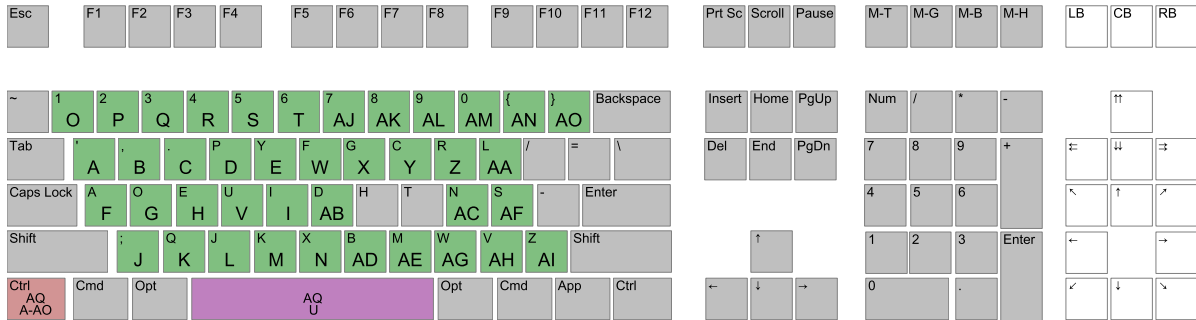 Esc F1 F2 F3 F4 F5 F6 F7 F8 F9 F10 F11 F12 Prt Sc Scroll Pause M-T M-G M-B M-H LB CB RB
~ 1 2 3 4 5 6 7 8 9 0 { } Backspace Insert Home PgUp Num / * - ⇈
O P Q R S T AJ AK AL AM AN AO
Tab ' , . P Y F G C R L / = \ Del End PgDn 7 8 9 + ⇇ ⇊ ⇉
A B C D E W X Y Z AA
Caps Lock A O E U I D H T N S - Enter 4 5 6 ↖ ↑ ↗
F G H V I AB AC AF
Shift ; Q J K X B M W V Z Shift ↑ 1 2 3 Enter ← →
J K L M N AD AE AG AH AI
Ctrl Cmd Opt Opt Cmd App Ctrl ← ↓ → 0 . ↙ ↓ ↘
AQ AQ
A-AO U